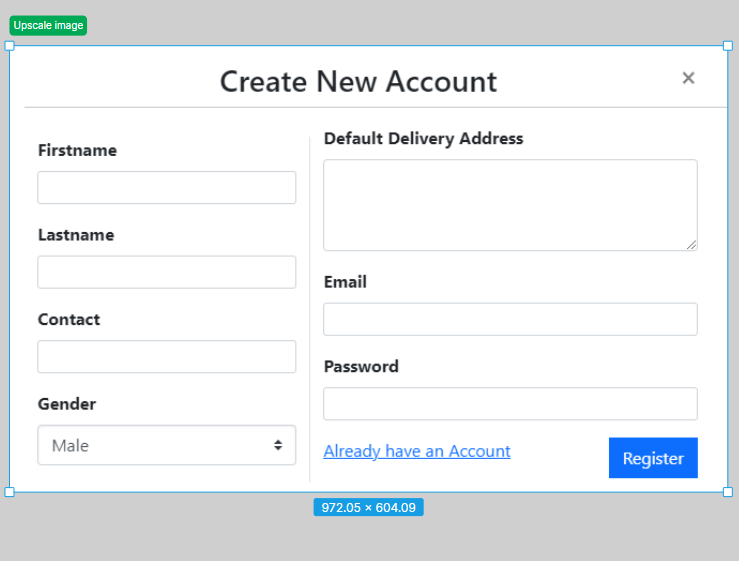 Upscale image
Create New Account
×
Firstname
Lastname
Contact
Gender
Male
Default Delivery Address
Email
Password
Already have an Account
Register
972.05 × 604.09